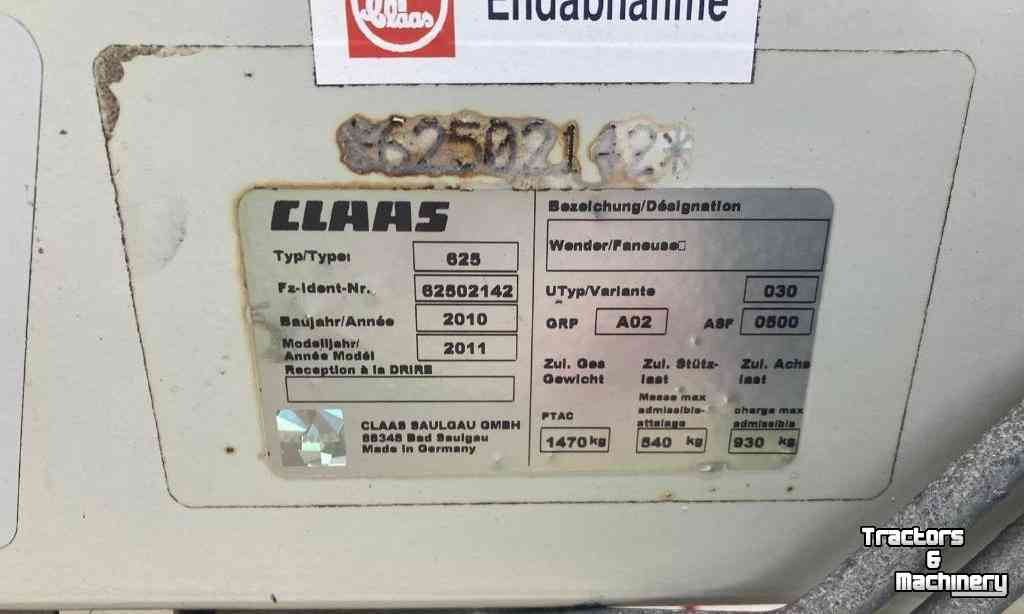 Claas
Endabnahme
*62502142*
CLAAS
Typ/Type: 625
Fz-Ident-Nr. 62502142
Baujahr/Année 2010
Modelljahr/
Année Modél 2011
Reception à la DRIRE
CLAAS SAULGAU GMBH
88348 Bad Saulgau
Made in Germany
Bezeichung/Désignation
Wender/Faneuse
UTyp/Variante 030
GRP A02 ASF 0500
Zul. Ges
Gewicht
Zul. Stütz-
last
Zul. Achs
last
PTAC
Masse max
admissible-
attelage
charge max
admissible
1470 kg 540 kg 930 kg
Tractors
&
Machinery